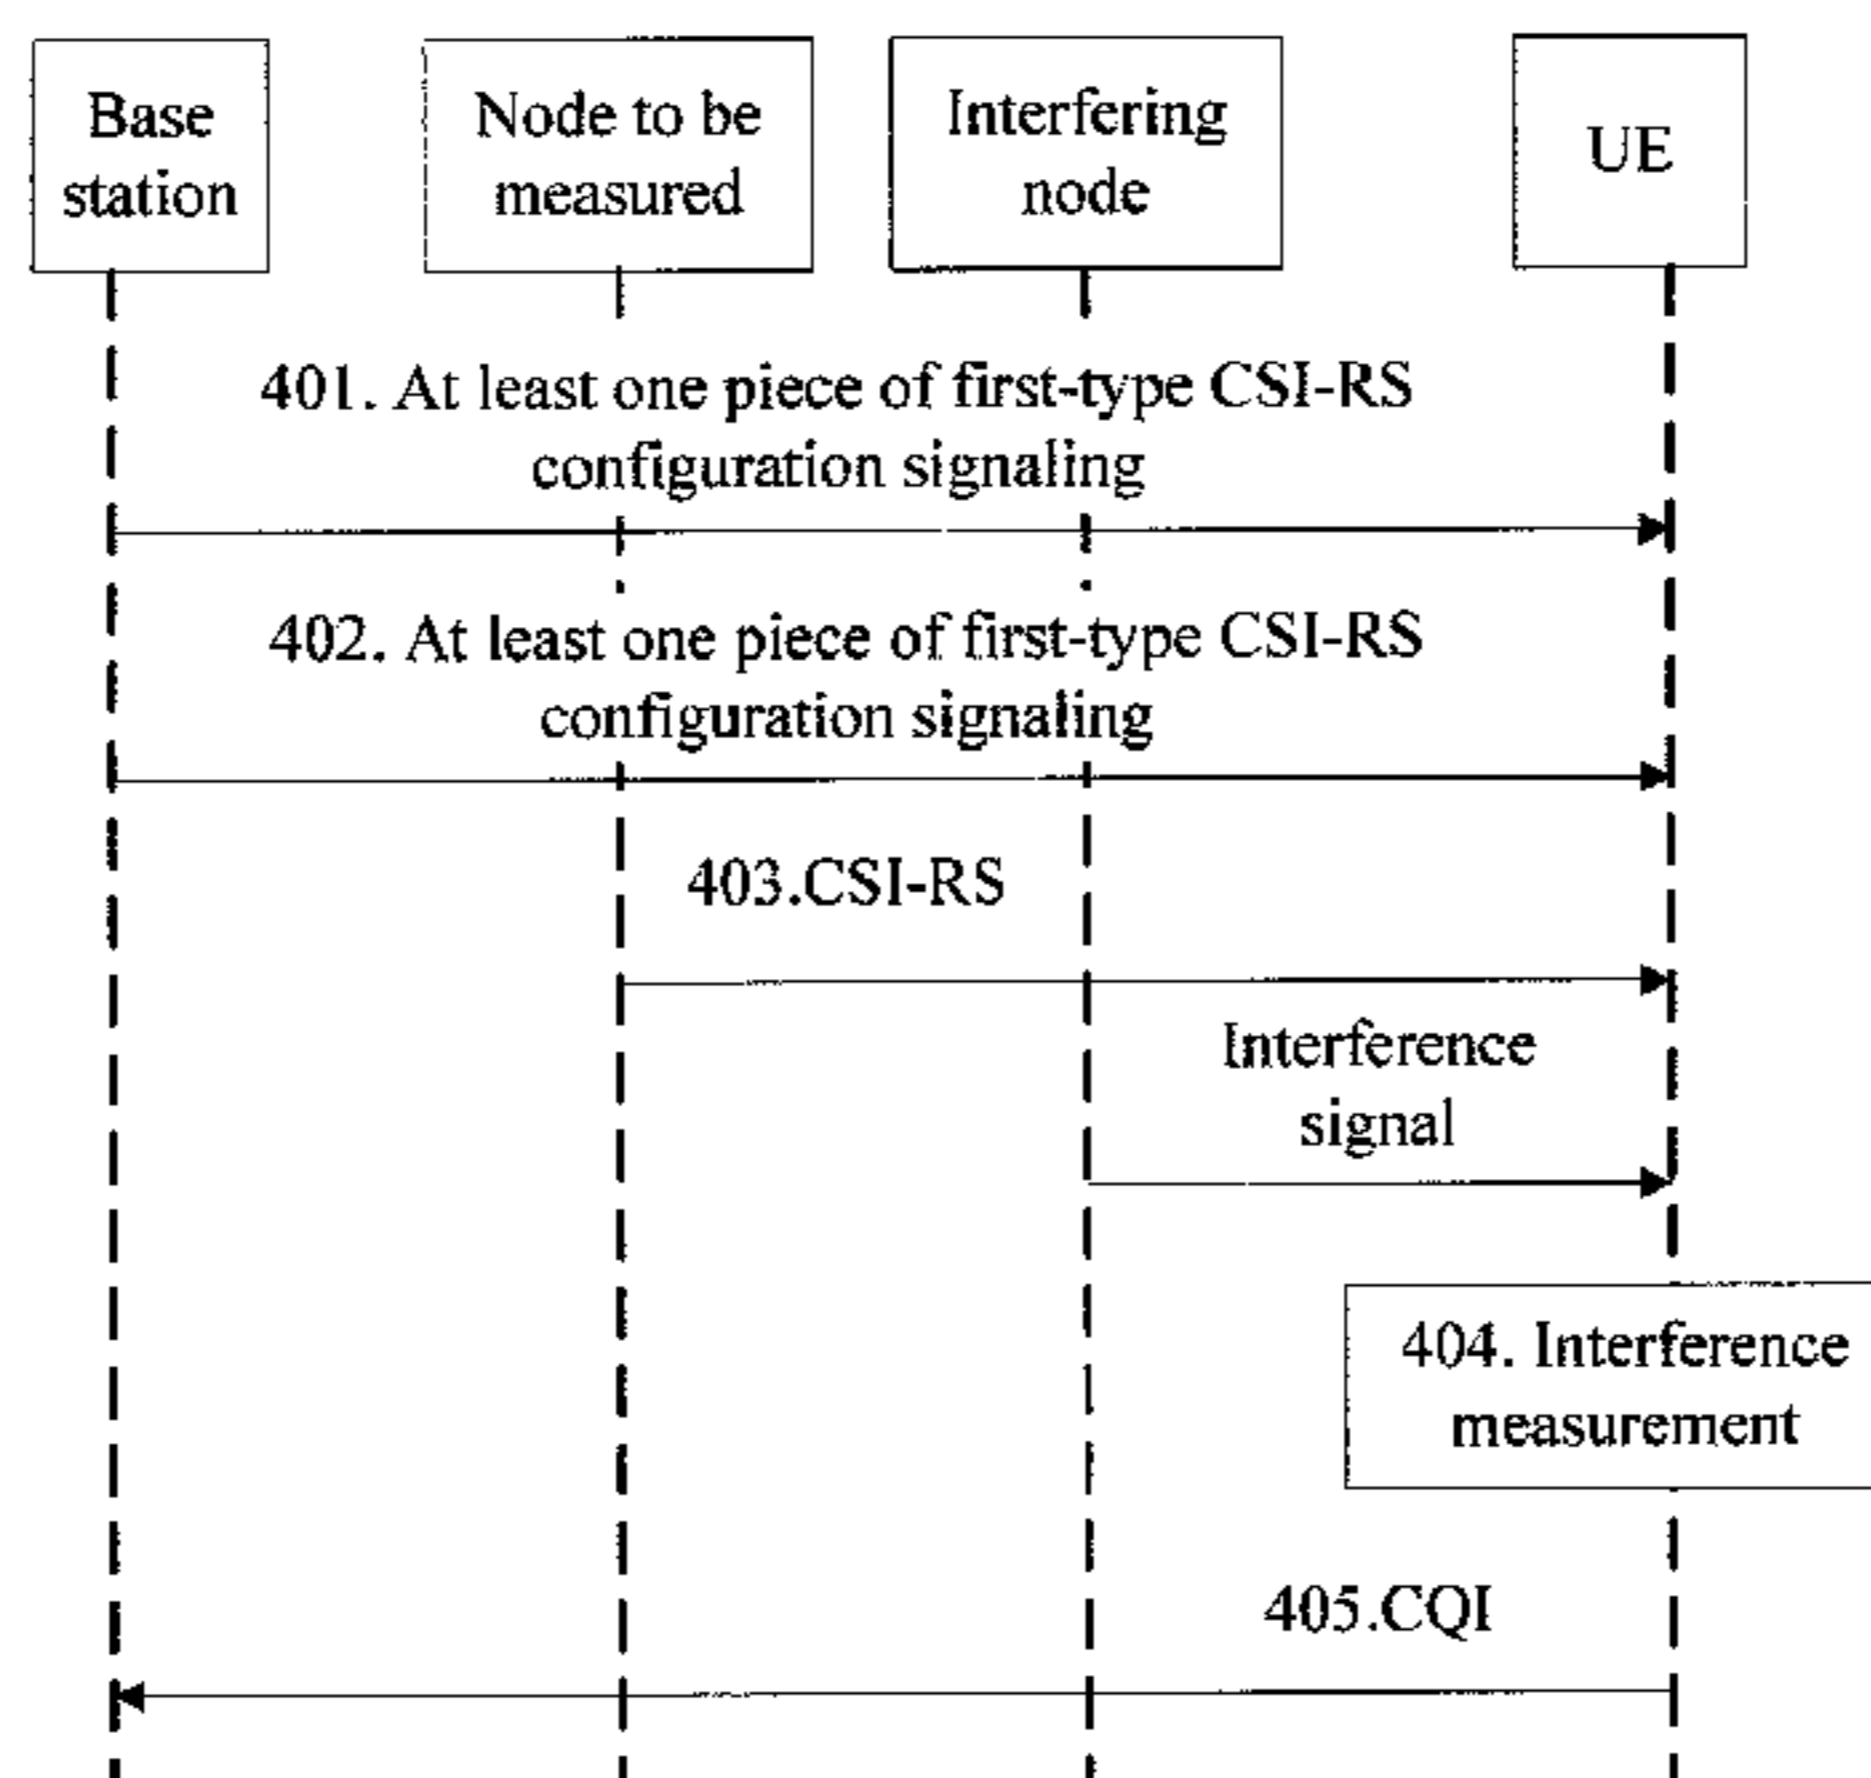 Base
station
Node to be
measured
Interfering
node
UE
401. At least one piece of first-type CSI-RS
configuration signaling
402. At least one piece of first-type CSI-RS
configuration signaling
403.CSI-RS
Interference
signal
404. Interference
measurement
405.CQI